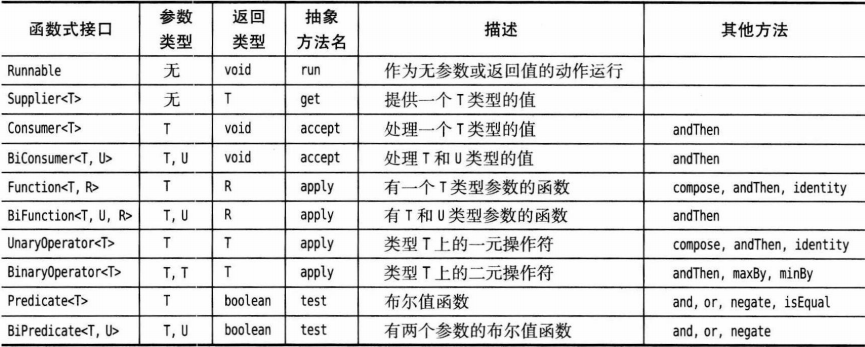 函数式接口 参数类型 返回类型 抽象方法名 描述 其他方法
Runnable 无 void run 作为无参数或返回值的动作运行
Supplier<T> 无 T get 提供一个 T 类型的值
Consumer<T> T void accept 处理一个 T 类型的值 andThen
BiConsumer<T, U> T, U void accept 处理 T 和 U 类型的值 andThen
Function<T, R> T R apply 有一个 T 类型参数的函数 compose, andThen, identity
BiFunction<T, U, R> T, U R apply 有 T 和 U 类型参数的函数 andThen
UnaryOperator<T> T T apply 类型 T 上的一元操作符 compose, andThen, identity
BinaryOperator<T> T, T T apply 类型 T 上的二元操作符 andThen, maxBy, minBy
Predicate<T> T boolean test 布尔值函数 and, or, negate, isEqual
BiPredicate<T, U> T, U boolean test 有两个参数的布尔值函数 and, or, negate